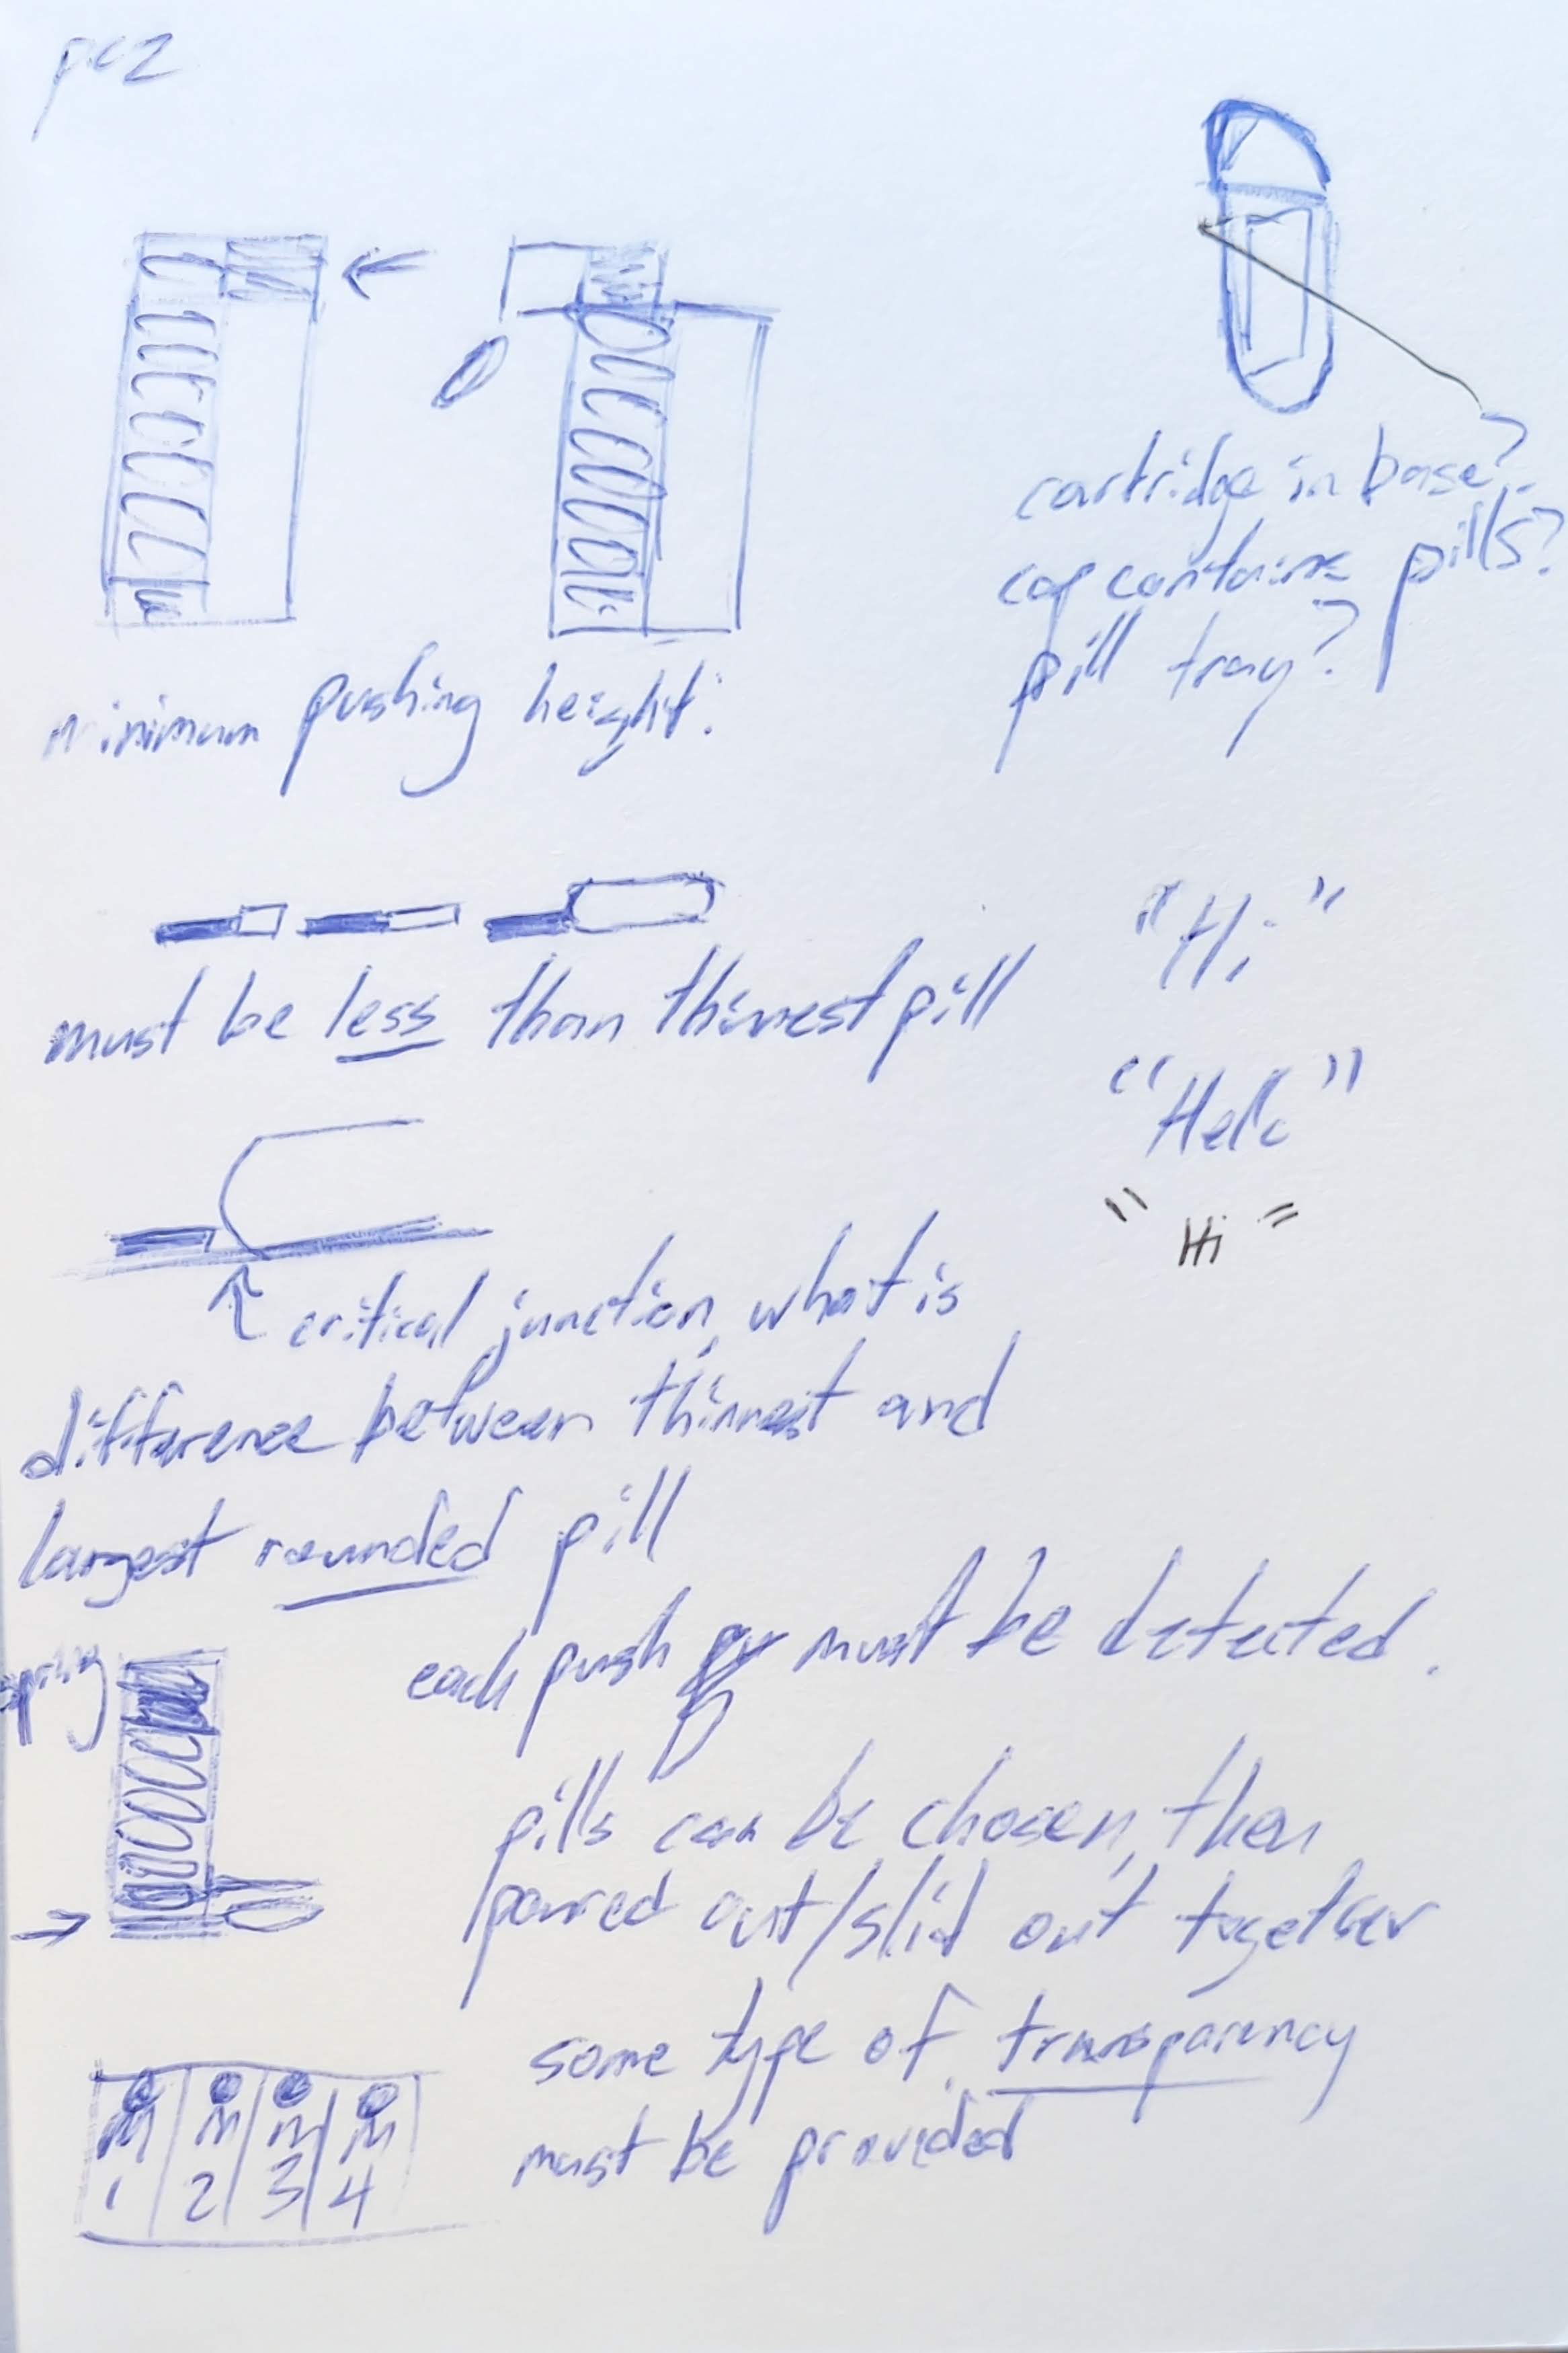 pez
cartridge in base?
cap contains pills?
pill tray?
minimum pushing height:
"Hi"
must be less than thinnest pill
"Hello"
"Hi"
critical junction, what is
difference between thinnest and
largest rounded pill
spring
each push must be detected.
pills can be chosen, then
poured out/slid out together
some type of transparency
must be provided
M M M M
1 2 3 4